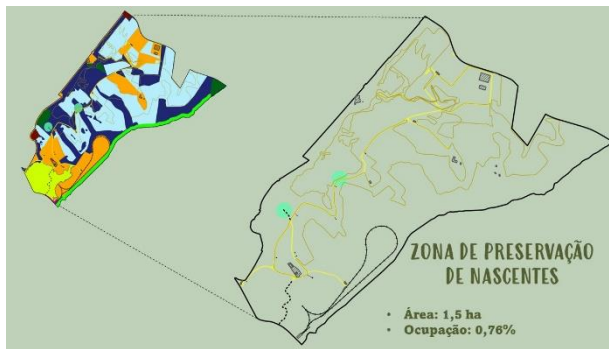 ZONA DE PRESERVAÇÃO
DE NASCENTES
• Área: 1,5 ha
• Ocupação: 0,76%